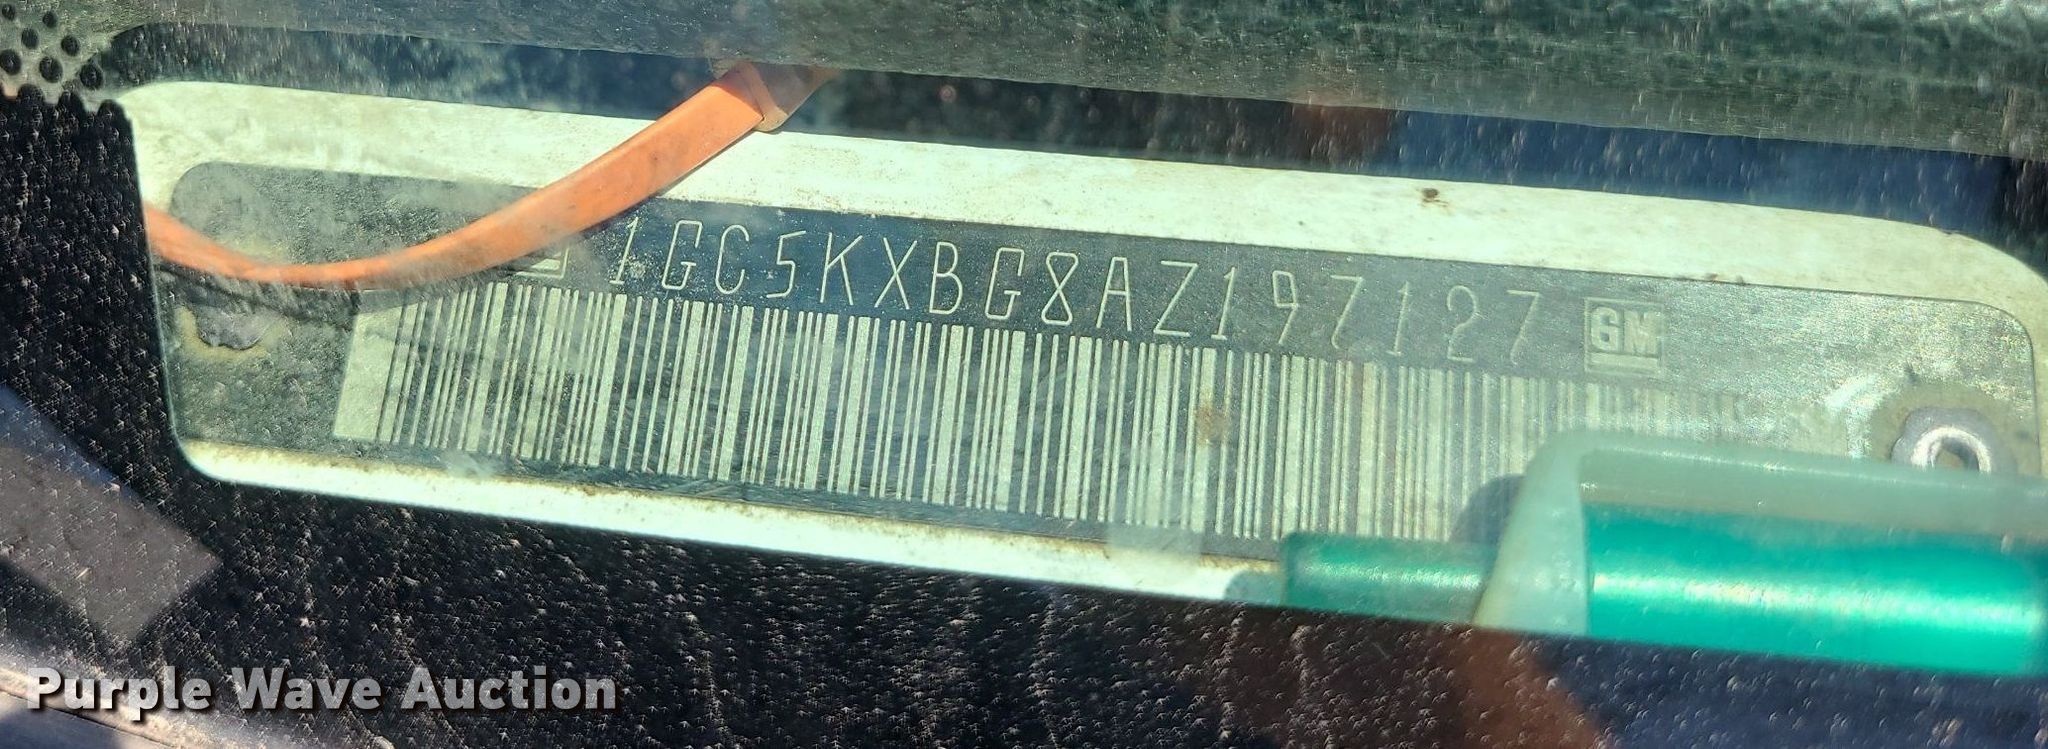 1GC5KXBG8AZ197127 GM
Purple Wave Auction